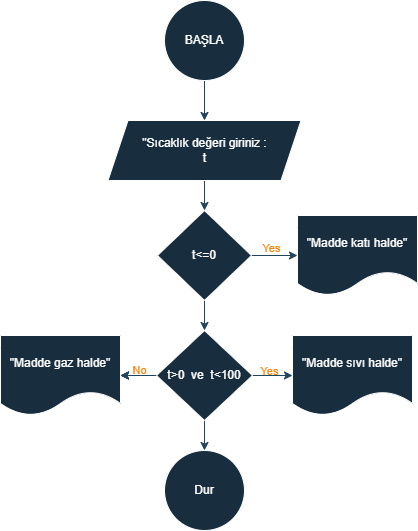 BAŞLA
"Sıcaklık değeri giriniz :
t
t<=0
Yes
"Madde katı halde"
"Madde gaz halde"
No
t>0 ve t<100
Yes
"Madde sıvı halde"
Dur